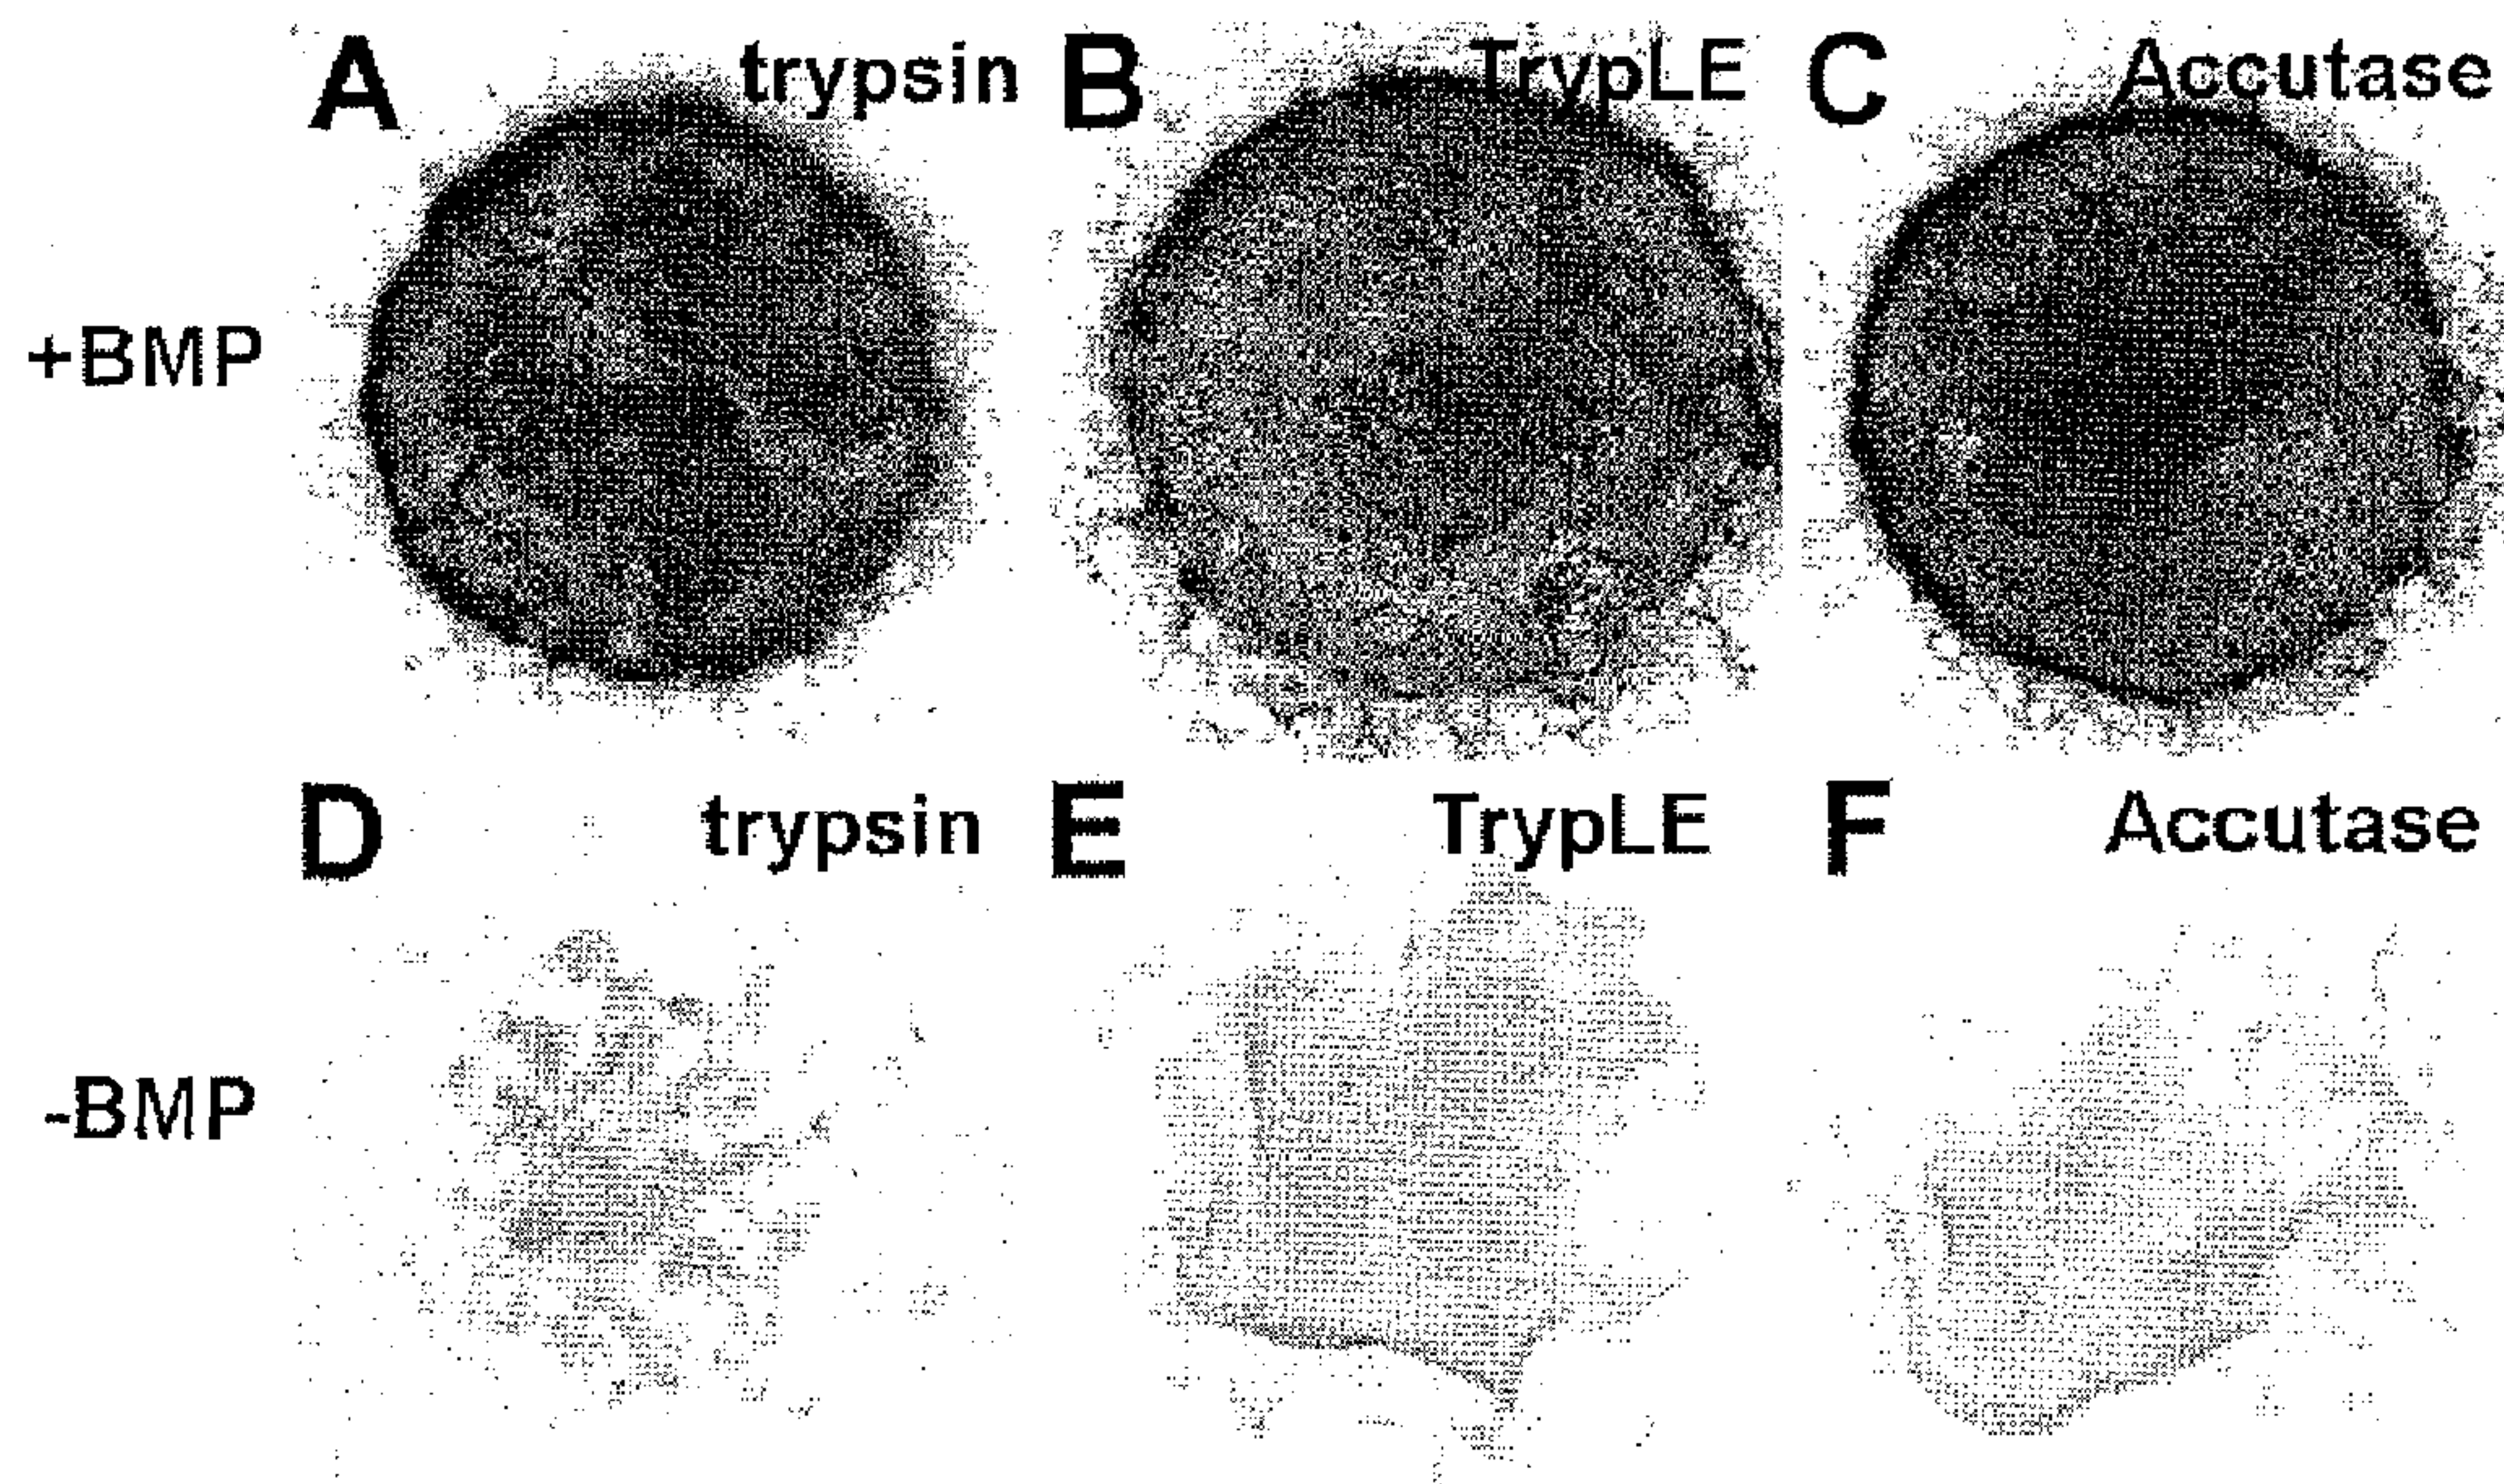 A trypsin B TrypLE C Accutase
+BMP
D trypsin E TrypLE F Accutase
-BMP